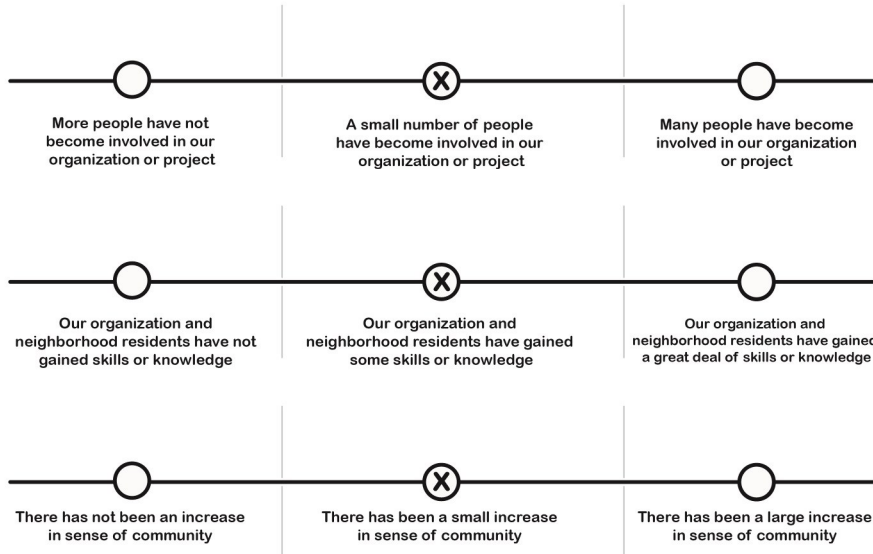 X
More people have not
become involved in our
organization or project
A small number of people
have become involved in our
organization or project
Many people have become
involved in our organization
or project
X
Our organization and
neighborhood residents have not
gained skills or knowledge
Our organization and
neighborhood residents have gained
some skills or knowledge
Our organization and
neighborhood residents have gained
a great deal of skills or knowledge
X
There has not been an increase
in sense of community
There has been a small increase
in sense of community
There has been a large increase
in sense of community